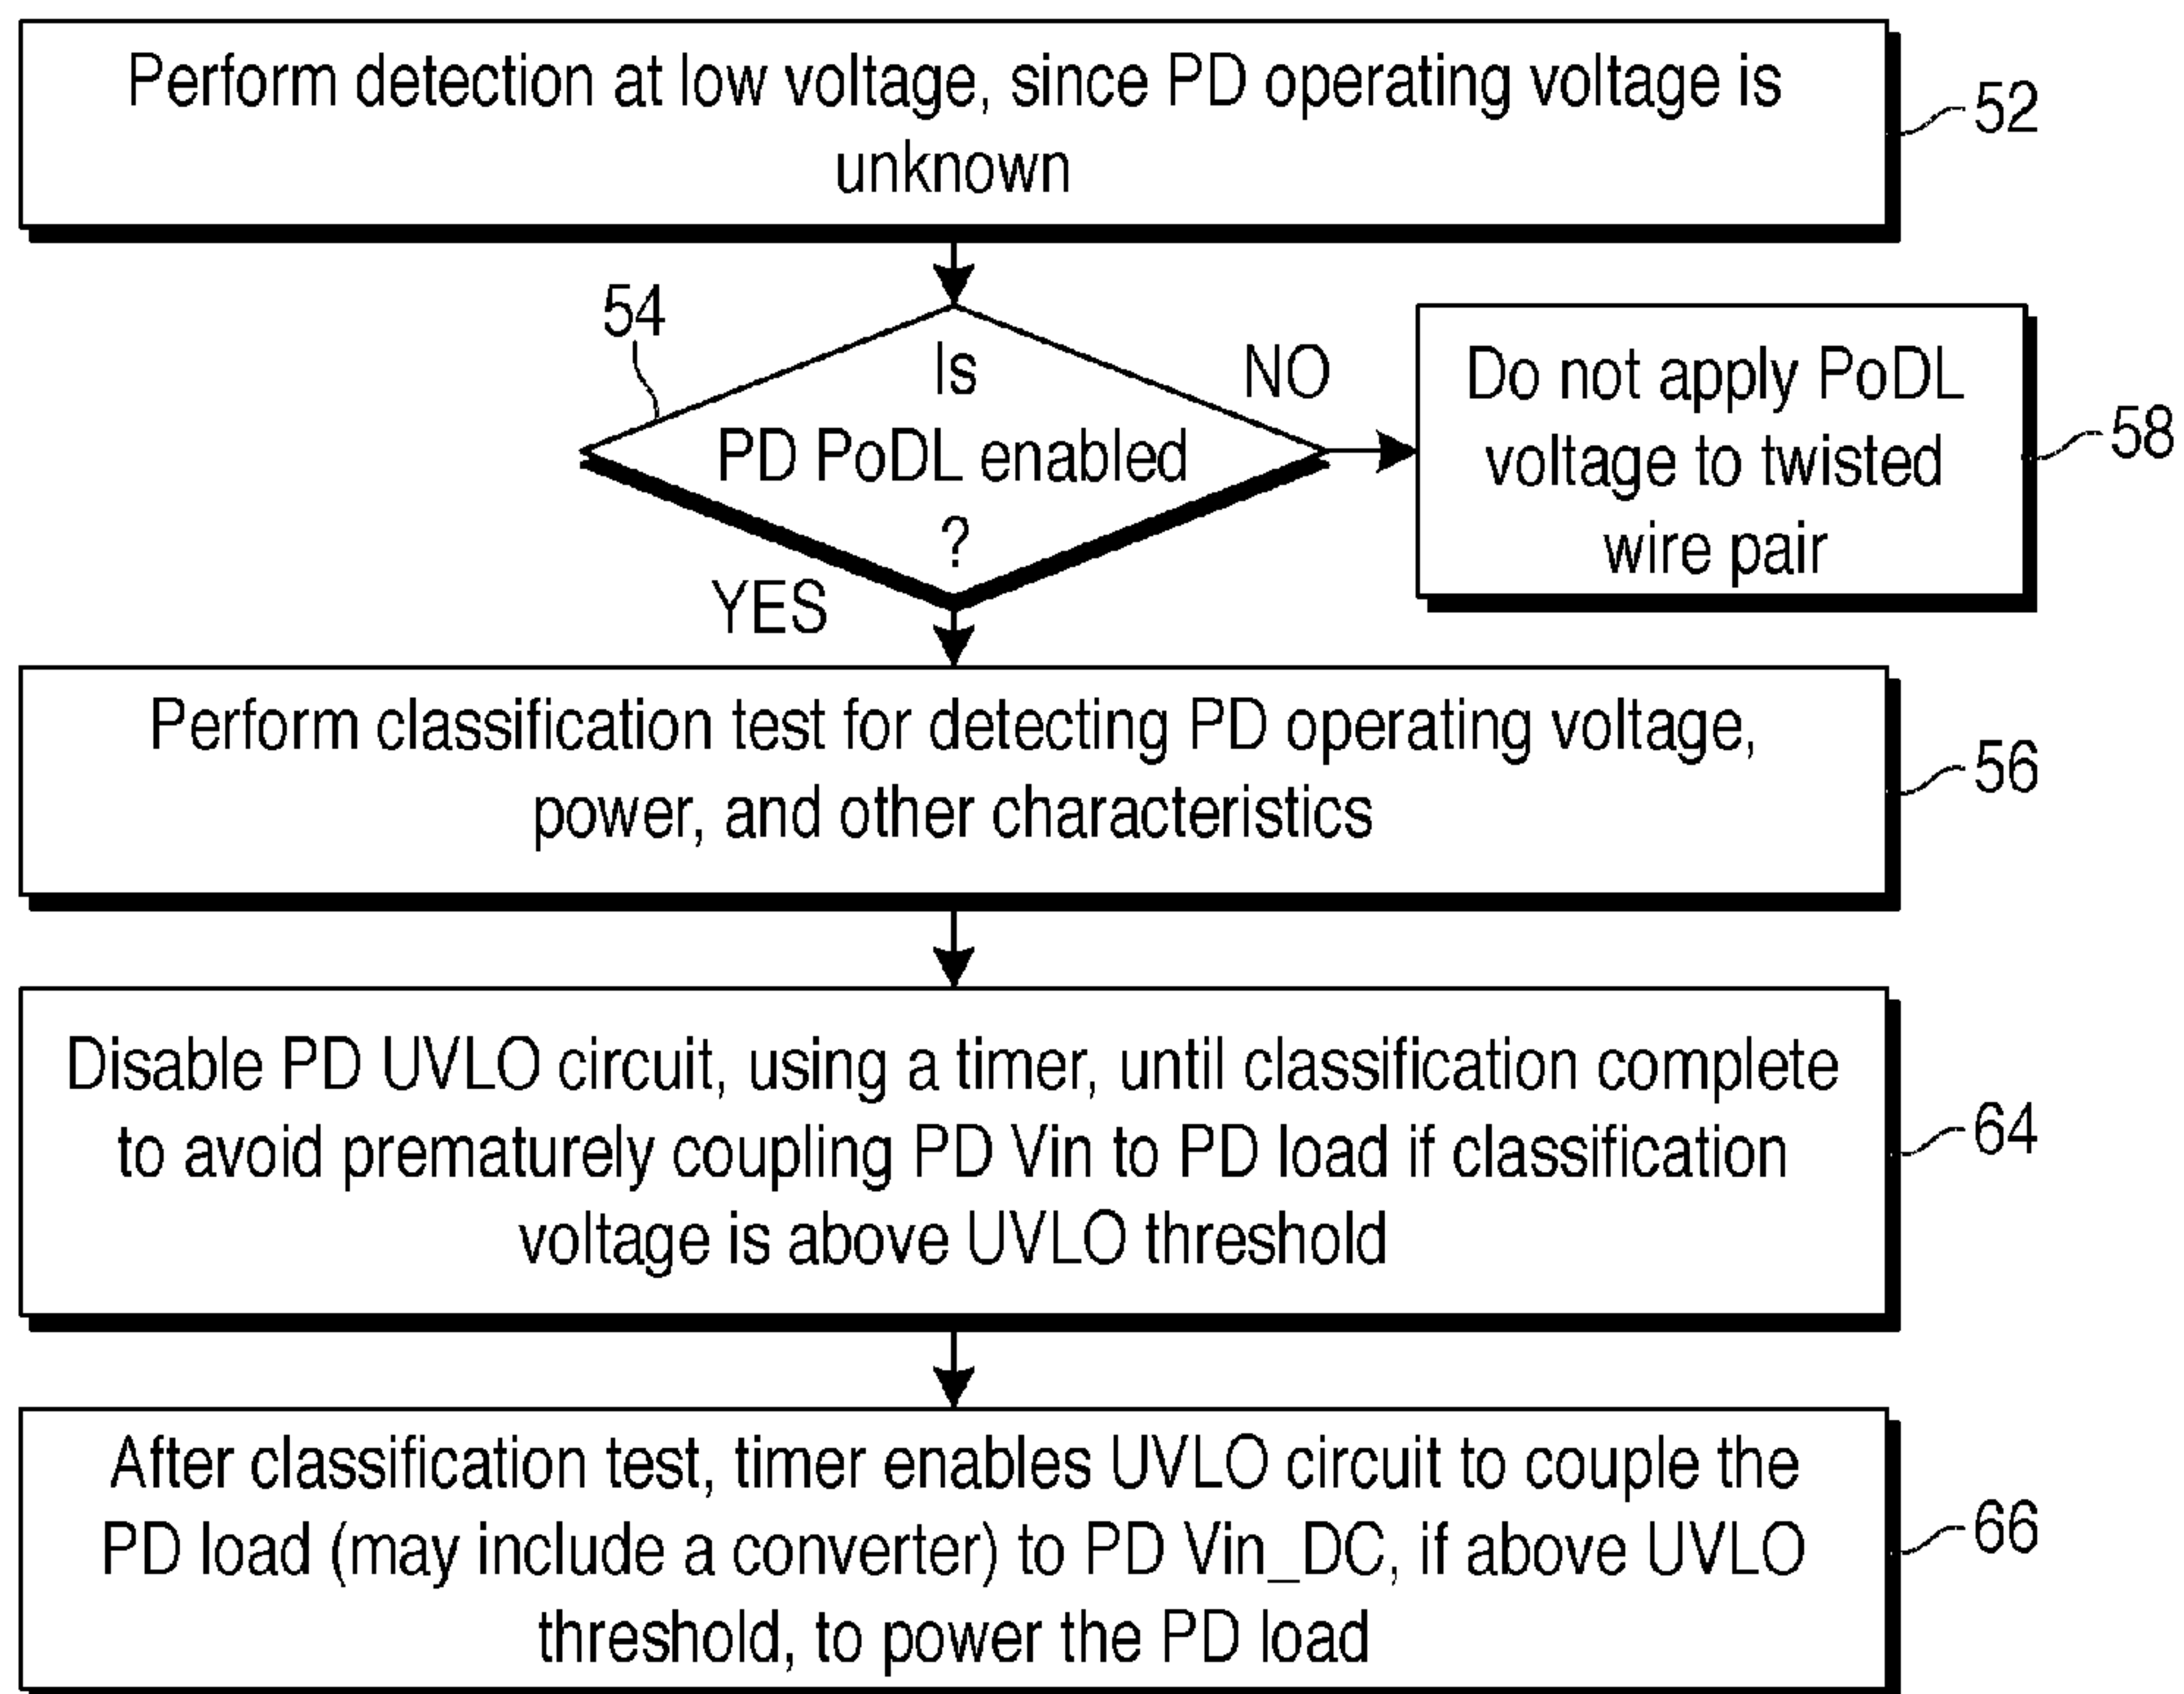 Perform detection at low voltage, since PD operating voltage is
unknown
52
54
Is
PD PoDL enabled
?
NO
YES
Do not apply PoDL
voltage to twisted
wire pair
58
Perform classification test for detecting PD operating voltage,
power, and other characteristics
56
Disable PD UVLO circuit, using a timer, until classification complete
to avoid prematurely coupling PD Vin to PD load if classification
voltage is above UVLO threshold
64
After classification test, timer enables UVLO circuit to couple the
PD load (may include a converter) to PD Vin_DC, if above UVLO
threshold, to power the PD load
66